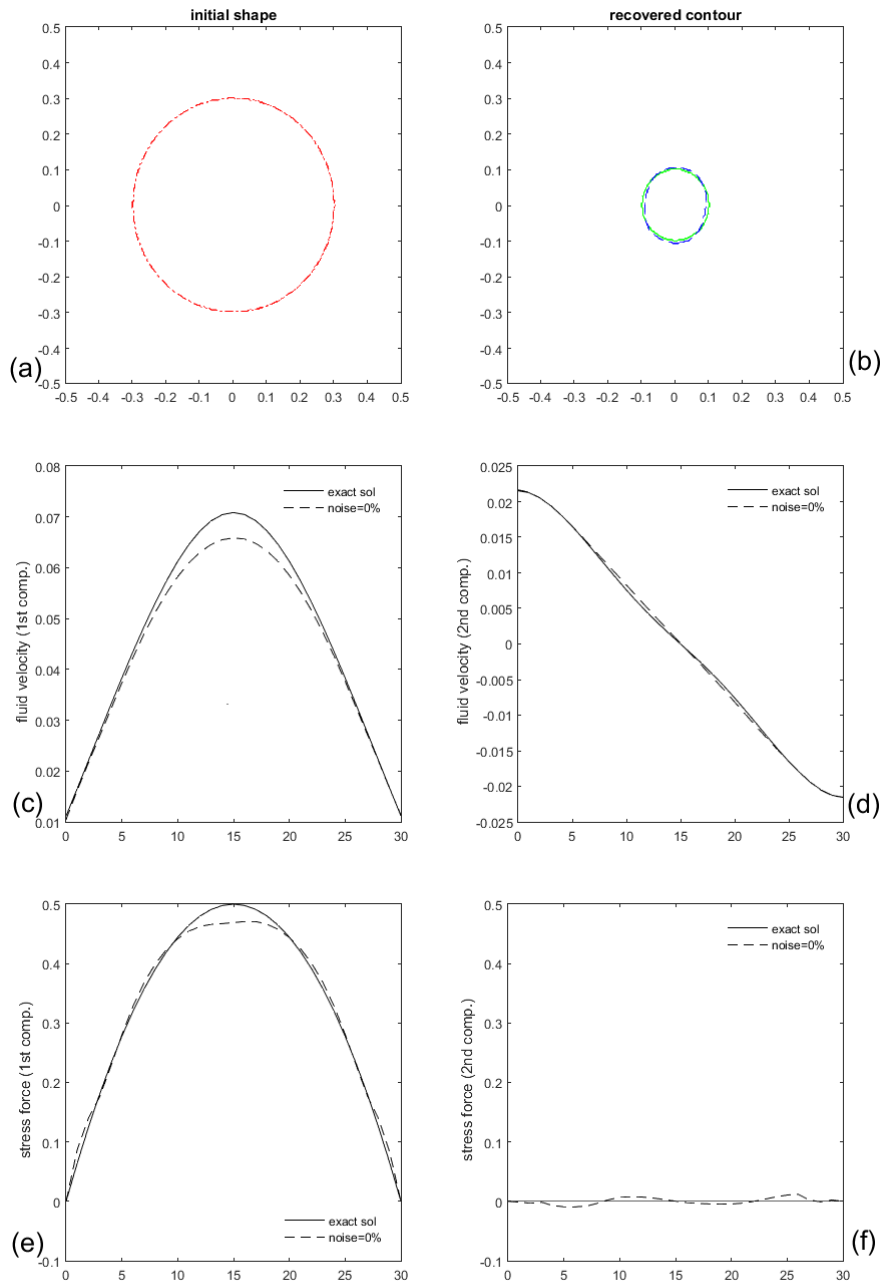 initial shape
0.5
0.4
0.3
0.2
0.1
0
-0.1
-0.2
-0.3
-0.4
-0.5
-0.5 -0.4 -0.3 -0.2 -0.1 0 0.1 0.2 0.3 0.4 0.5
(a)
recovered contour
0.5
0.4
0.3
0.2
0.1
0
-0.1
-0.2
-0.3
-0.4
-0.5
-0.5 -0.4 -0.3 -0.2 -0.1 0 0.1 0.2 0.3 0.4 0.5
(b)
fluid velocity (1st comp.)
0.08
0.07
0.06
0.05
0.04
0.03
0.02
0.01
0 5 10 15 20 25 30
exact sol
noise=0%
(c)
fluid velocity (2nd comp.)
0.025
0.02
0.015
0.01
0.005
0
-0.005
-0.01
-0.015
-0.02
-0.025
0 5 10 15 20 25 30
exact sol
noise=0%
(d)
stress force (1st comp.)
0.5
0.4
0.3
0.2
0.1
0
-0.1
0 5 10 15 20 25 30
exact sol
noise=0%
(e)
stress force (2nd comp.)
0.5
0.4
0.3
0.2
0.1
0
-0.1
0 5 10 15 20 25 30
exact sol
noise=0%
(f)